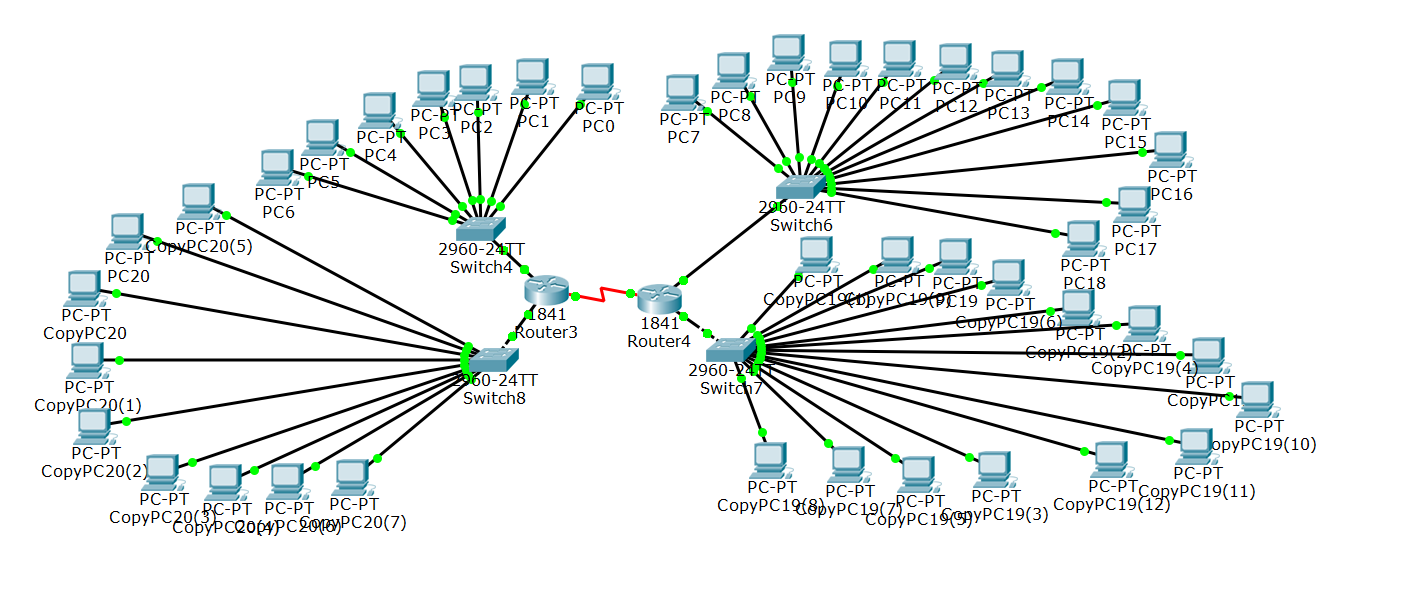 PC-PT
PC0
PC-PT
PC1
PC-PT
PC2
PC-PT
PC3
PC-PT
PC4
PC-PT
PC5
PC-PT
PC6
2960-24TT
Switch4
PC-PT
PC7
PC-PT
PC8
PC-PT
PC9
PC-PT
PC10
PC-PT
PC11
PC-PT
PC12
PC-PT
PC13
PC-PT
PC14
PC-PT
PC15
PC-PT
PC16
PC-PT
PC17
PC-PT
PC18
2960-24TT
Switch6
1841
Router3
1841
Router4
PC-PT
CopyPC20(5)
PC-PT
PC20
PC-PT
CopyPC20
PC-PT
CopyPC20(1)
PC-PT
CopyPC20(2)
PC-PT
CopyPC20(3)
PC-PT
CopyPC20(4)
PC-PT
CopyPC20(6)
PC-PT
CopyPC20(7)
2960-24TT
Switch8
2960-24TT
Switch7
PC-PT
CopyPC19(1)
PC-PT
CopyPC19(9)
PC-PT
PC19
PC-PT
CopyPC19(6)
PC-PT
CopyPC19(2)
PC-PT
CopyPC19(4)
PC-PT
PC-PT
CopyPC19(10)
PC-PT
CopyPC19(11)
PC-PT
CopyPC19(12)
PC-PT
CopyPC19(3)
PC-PT
CopyPC19(5)
PC-PT
CopyPC19(7)
PC-PT
CopyPC19(8)